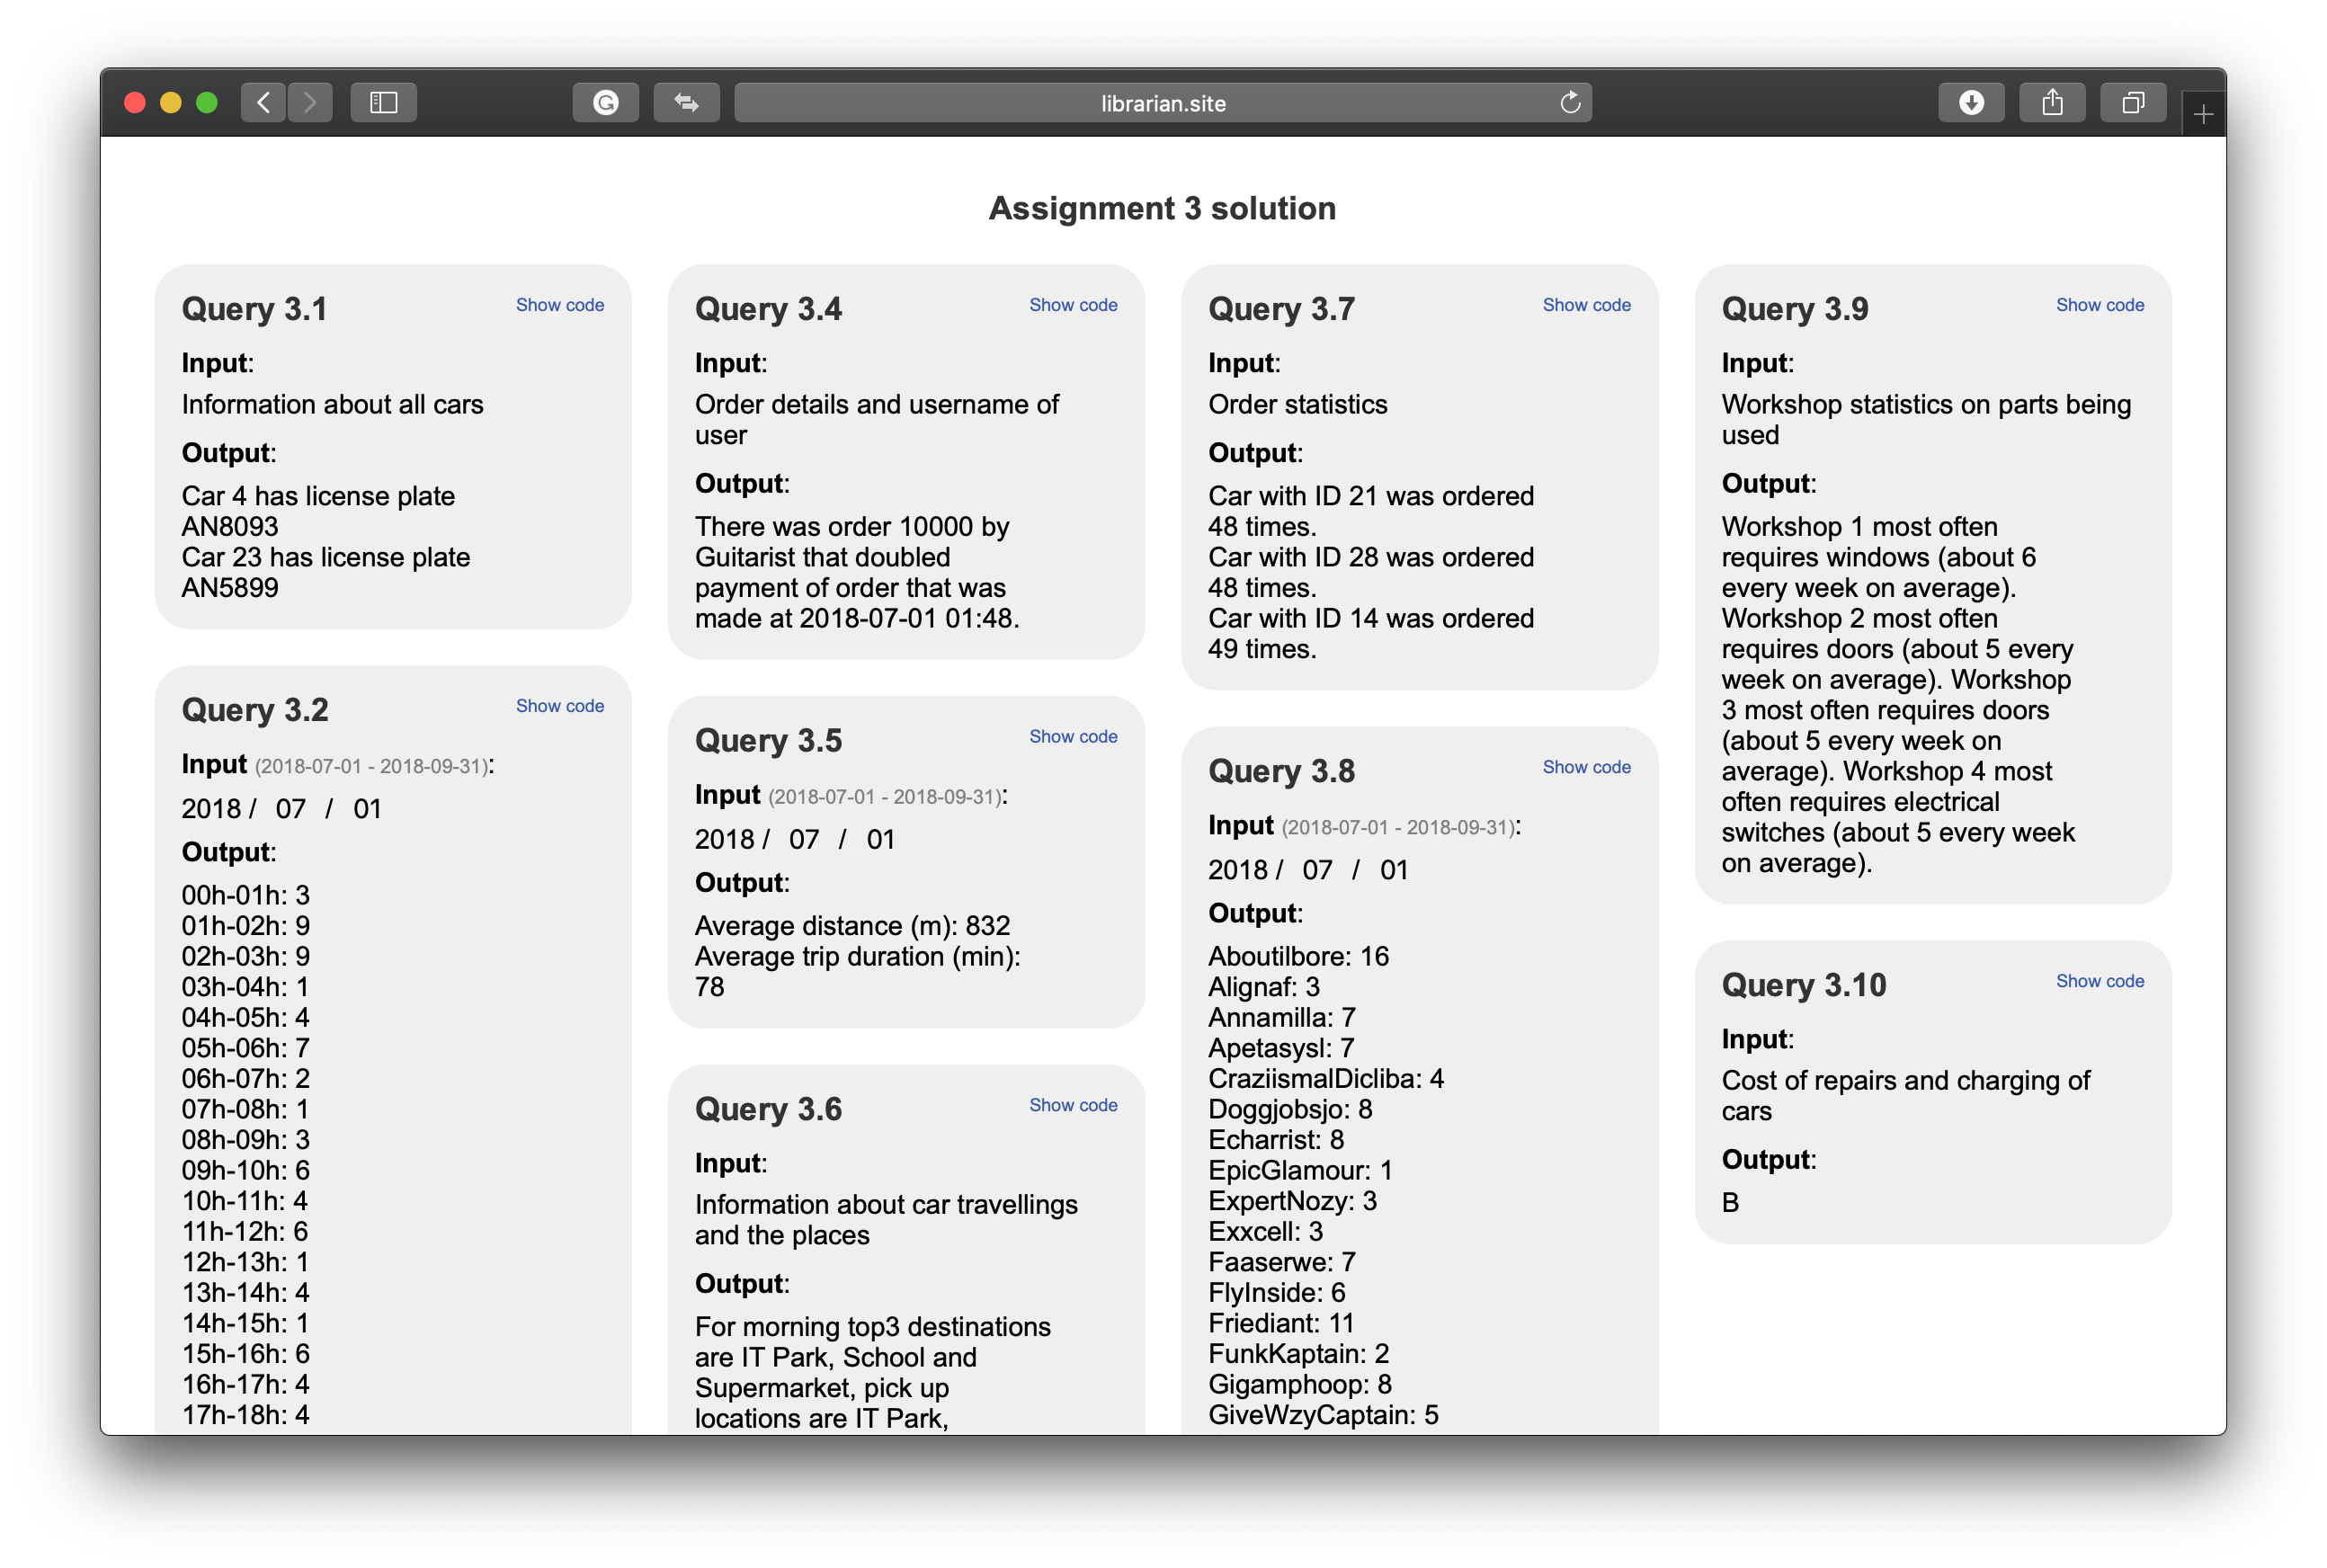 librarian.site
Assignment 3 solution
Query 3.1
Show code
Input:
Information about all cars
Output:
Car 4 has license plate
AN8093
Car 23 has license plate
AN5899
Query 3.2
Show code
Input (2018-07-01 - 2018-09-31):
2018 / 07 / 01
Output:
00h-01h: 3
01h-02h: 9
02h-03h: 9
03h-04h: 1
04h-05h: 4
05h-06h: 7
06h-07h: 2
07h-08h: 1
08h-09h: 3
09h-10h: 6
10h-11h: 4
11h-12h: 6
12h-13h: 1
13h-14h: 4
14h-15h: 1
15h-16h: 6
16h-17h: 4
17h-18h: 4
Query 3.4
Show code
Input:
Order details and username of
user
Output:
There was order 10000 by
Guitarist that doubled
payment of order that was
made at 2018-07-01 01:48.
Query 3.5
Show code
Input (2018-07-01 - 2018-09-31):
2018 / 07 / 01
Output:
Average distance (m): 832
Average trip duration (min):
78
Query 3.6
Show code
Input:
Information about car travellings
and the places
Output:
For morning top3 destinations
are IT Park, School and
Supermarket, pick up
locations are IT Park,
Query 3.7
Show code
Input:
Order statistics
Output:
Car with ID 21 was ordered
48 times.
Car with ID 28 was ordered
48 times.
Car with ID 14 was ordered
49 times.
Query 3.8
Show code
Input (2018-07-01 - 2018-09-31):
2018 / 07 / 01
Output:
Aboutilbore: 16
Alignaf: 3
Annamilla: 7
Apetasysl: 7
CraziismalDicliba: 4
Doggjobsjo: 8
Echarrist: 8
EpicGlamour: 1
ExpertNozy: 3
Exxcell: 3
Faaserwe: 7
FlyInside: 6
Friediant: 11
FunkKaptain: 2
Gigamphoop: 8
GiveWzyCaptain: 5
Query 3.9
Show code
Input:
Workshop statistics on parts being
used
Output:
Workshop 1 most often
requires windows (about 6
every week on average).
Workshop 2 most often
requires doors (about 5 every
week on average). Workshop
3 most often requires doors
(about 5 every week on
average). Workshop 4 most
often requires electrical
switches (about 5 every week
on average).
Query 3.10
Show code
Input:
Cost of repairs and charging of
cars
Output:
B